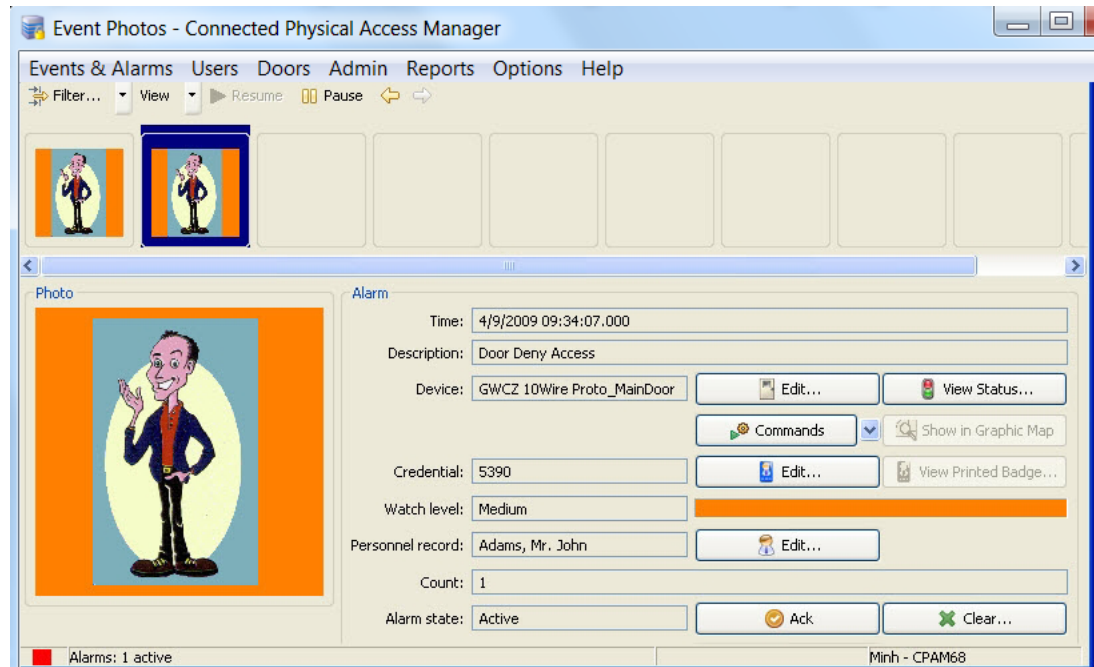 Event Photos - Connected Physical Access Manager
Events & Alarms Users Doors Admin Reports Options Help
Filter... View Resume Pause
Photo
Alarm
Time: 4/9/2009 09:34:07.000
Description: Door Deny Access
Device: GWCZ 10Wire Proto_MainDoor Edit... View Status...
Commands Show in Graphic Map
Credential: 5390 Edit... View Printed Badge...
Watch level: Medium
Personnel record: Adams, Mr. John Edit...
Count: 1
Alarm state: Active Ack Clear...
Alarms: 1 active Minh - CPAM68